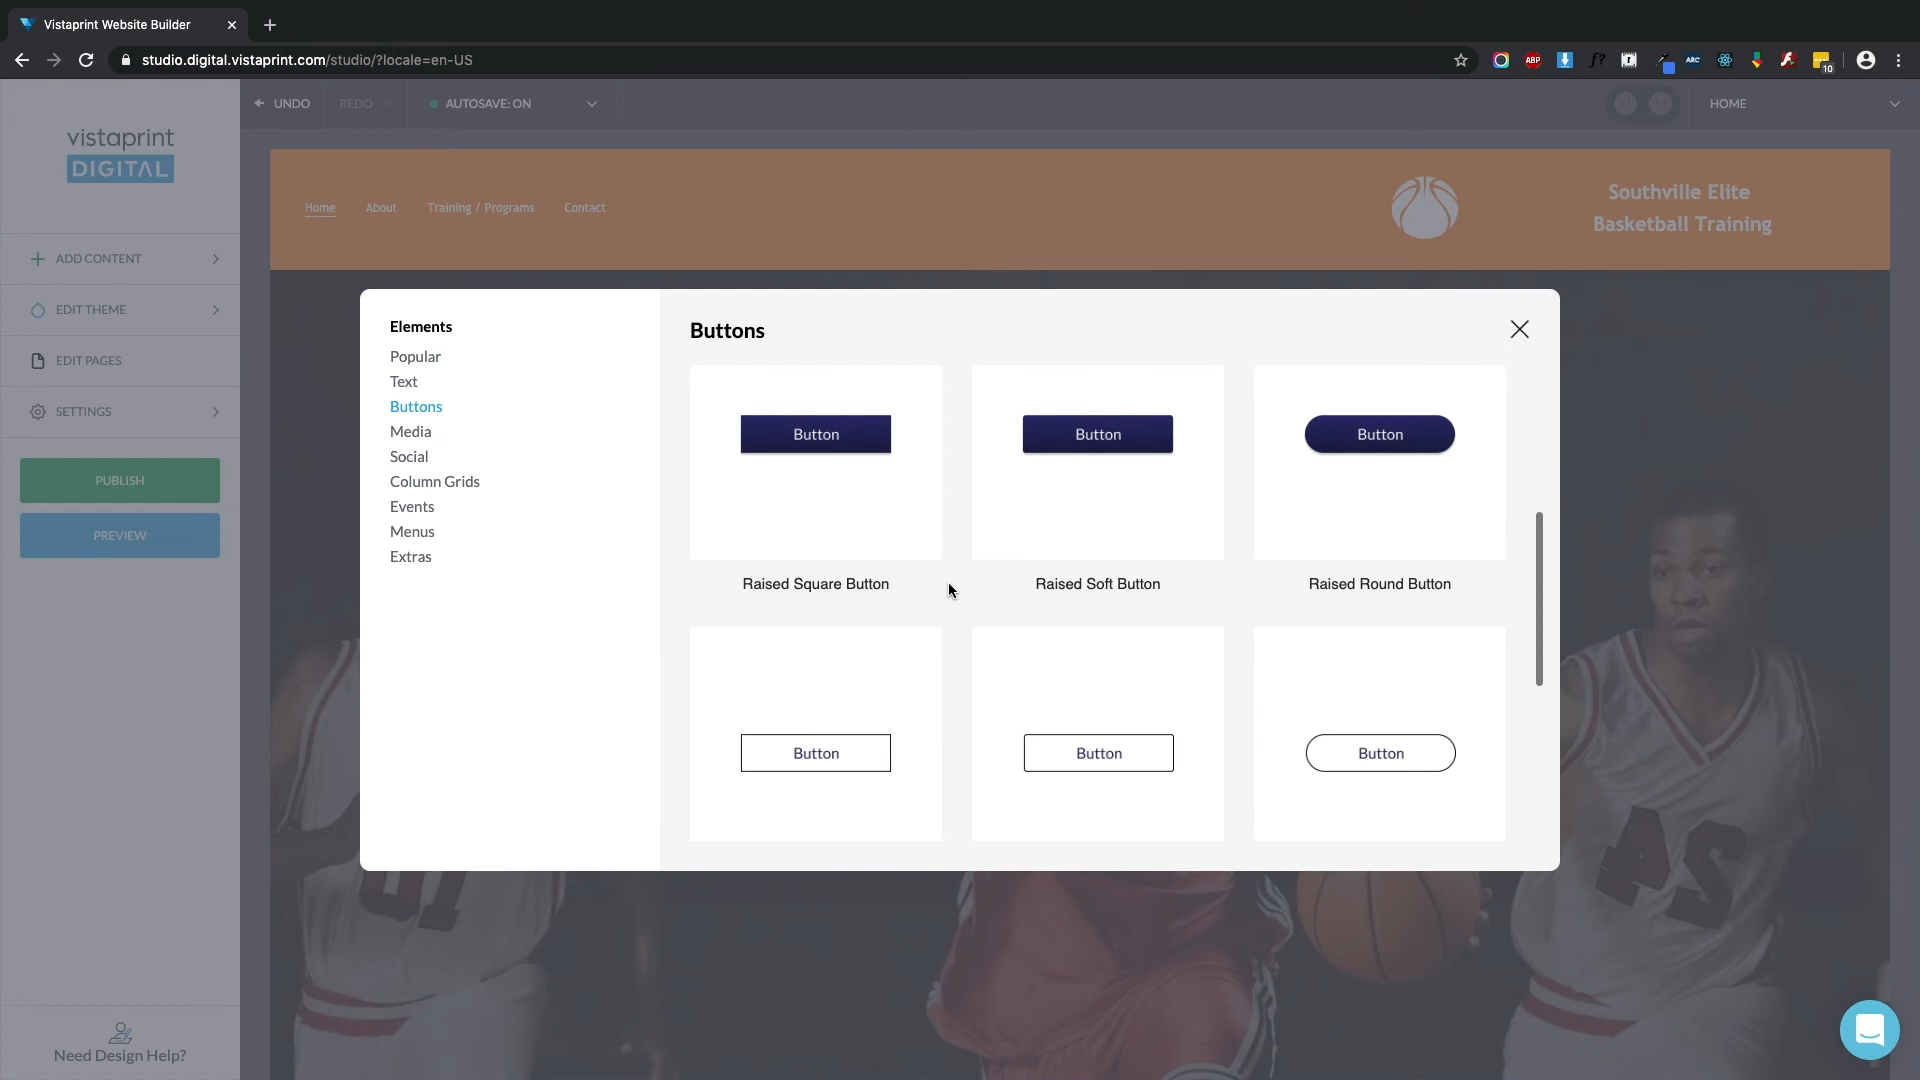 Vistaprint Website Builder
studio.digital.vistaprint.com/studio/?locale=en-US
ABP
f?
ARC
10
vistaprint
DIGITAL
UNDO
REDO
AUTOSAVE: ON
HOME
ADD CONTENT
EDIT THEME
EDIT PAGES
SETTINGS
PUBLISH
PREVIEW
Need Design Help?
Home
About
Training / Programs
Contact
Southville Elite
Basketball Training
Elements
Popular
Text
Buttons
Media
Social
Column Grids
Events
Menus
Extras
Buttons
Button
Button
Button
Raised Square Button
Raised Soft Button
Raised Round Button
Button
Button
Button